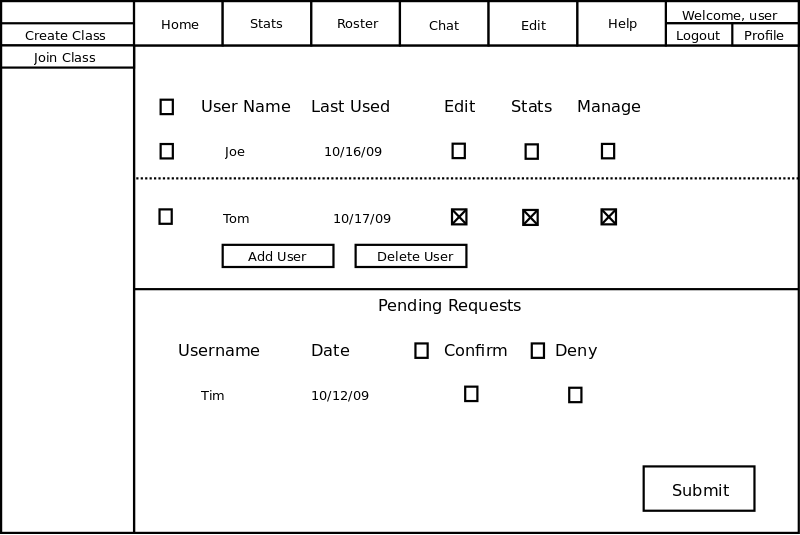 Home Stats Roster Chat Edit Help Welcome, user
Create Class Logout Profile
Join Class
User Name Last Used Edit Stats Manage
Joe 10/16/09
Tom 10/17/09
Add User Delete User
Pending Requests
Username Date Confirm Deny
Tim 10/12/09
Submit